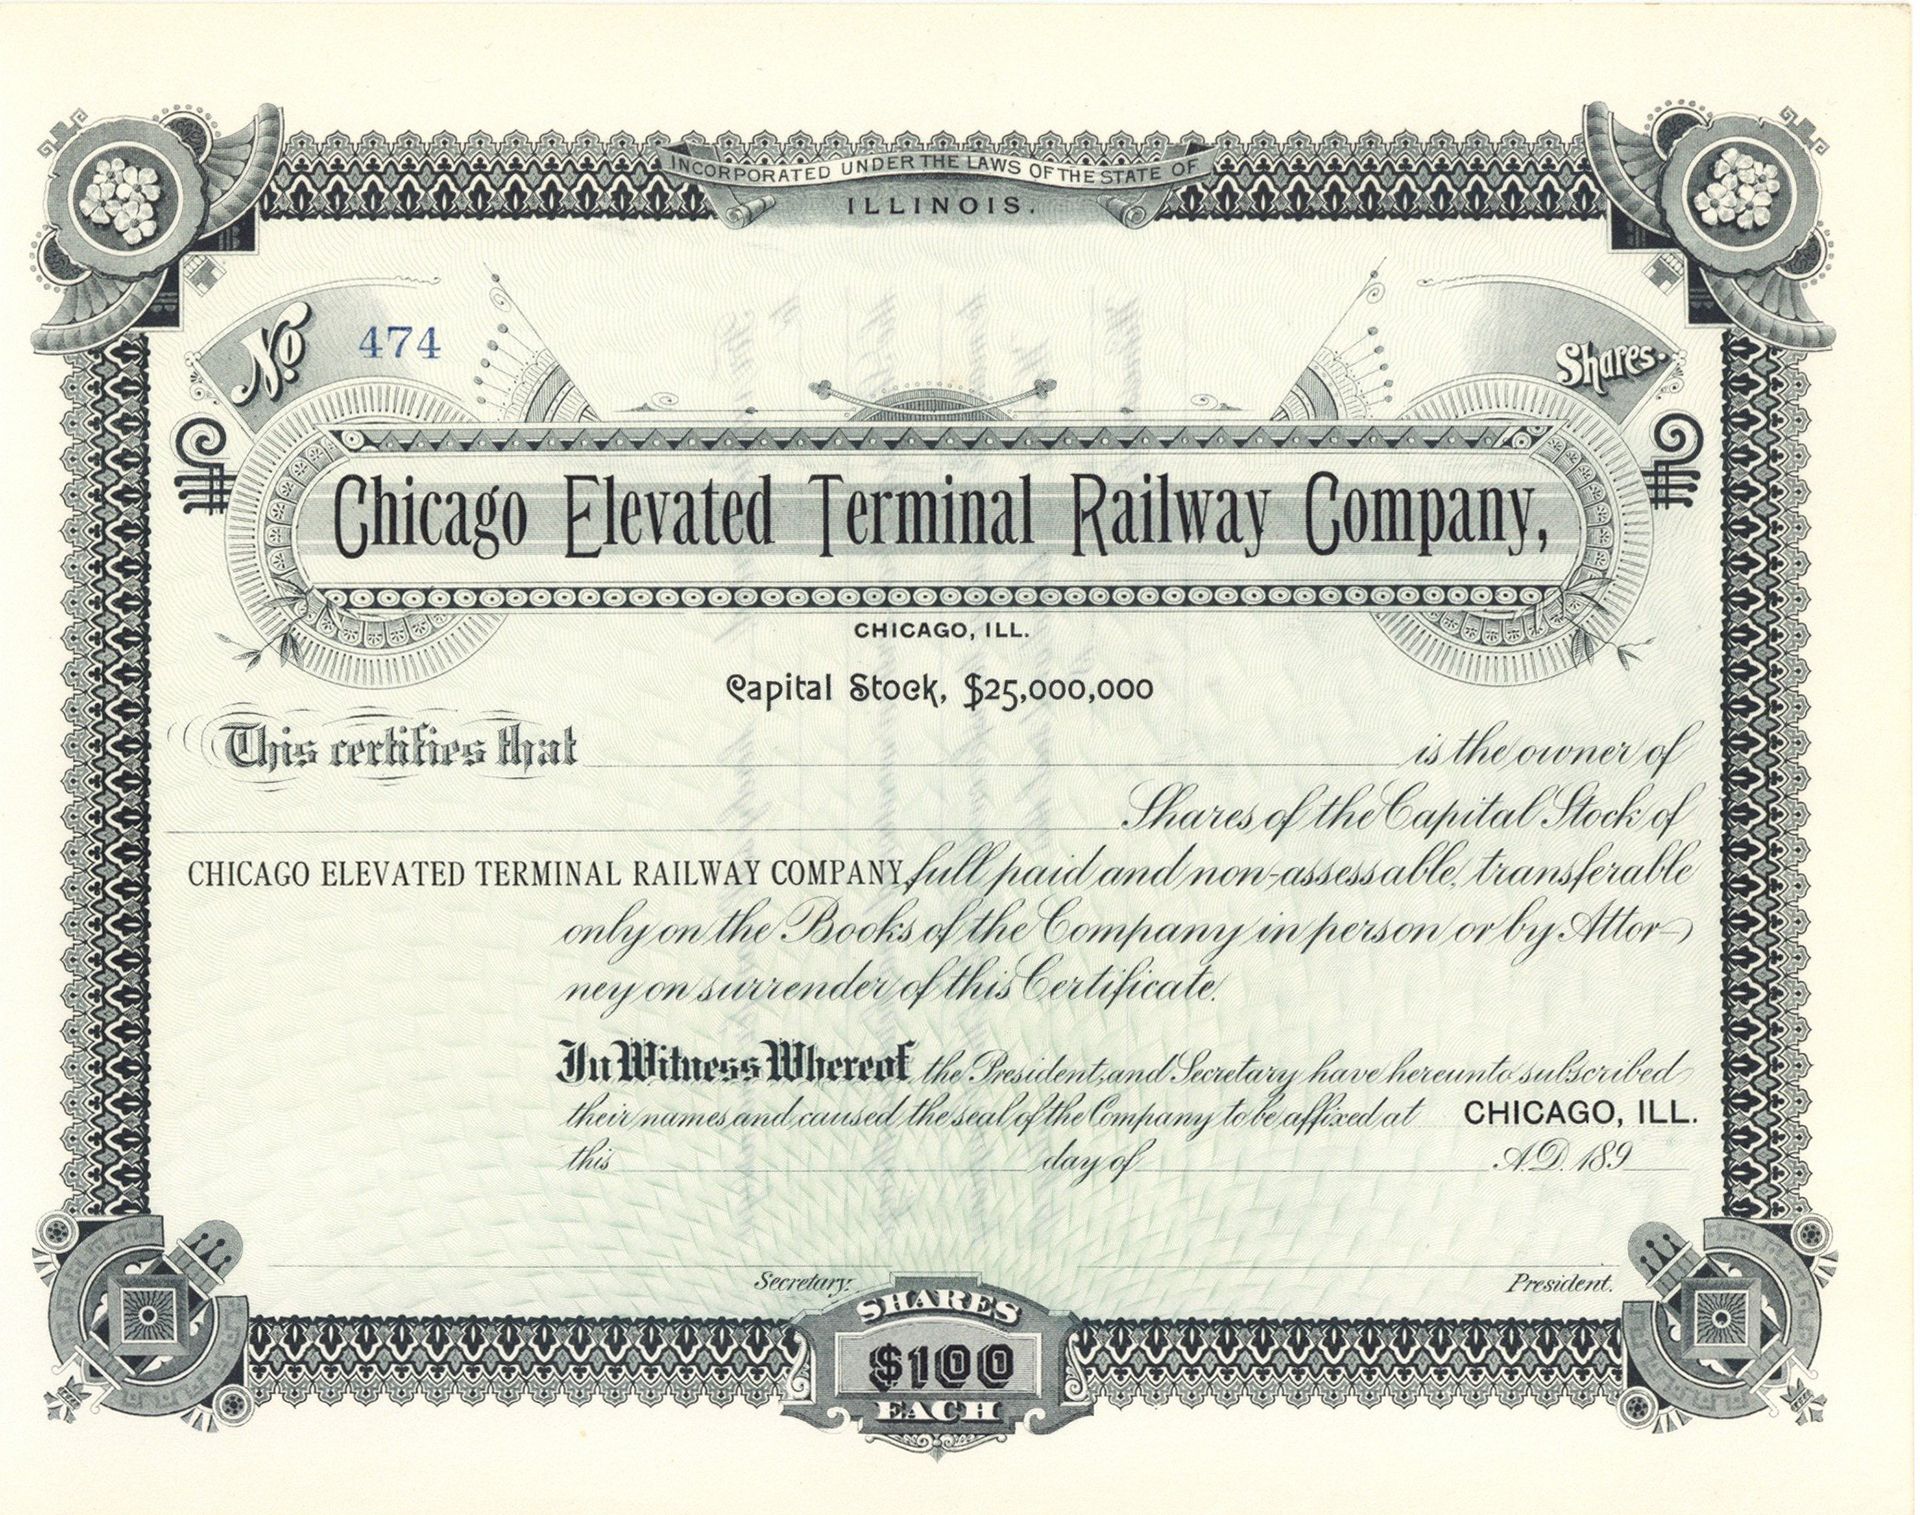 INCORPORATED UNDER THE LAWS OF THE STATE OF
ILLINOIS.
No. 474
Shares.
Chicago Elevated Terminal Railway Company,
CHICAGO, ILL.
Capital Stock, $25,000,000
This certifies that is the owner of
Shares of the Capital Stock of
CHICAGO ELEVATED TERMINAL RAILWAY COMPANY, full paid and non-assessable, transferable
only on the Books of the Company in person or by Attor-
ney on surrender of this Certificate.
In Witness Whereof the President and Secretary have hereunto subscribed
their names and caused the seal of the Company to be affixed at CHICAGO, ILL.
this day of A.D. 189
Secretary. President.
SHARES
$100
EACH